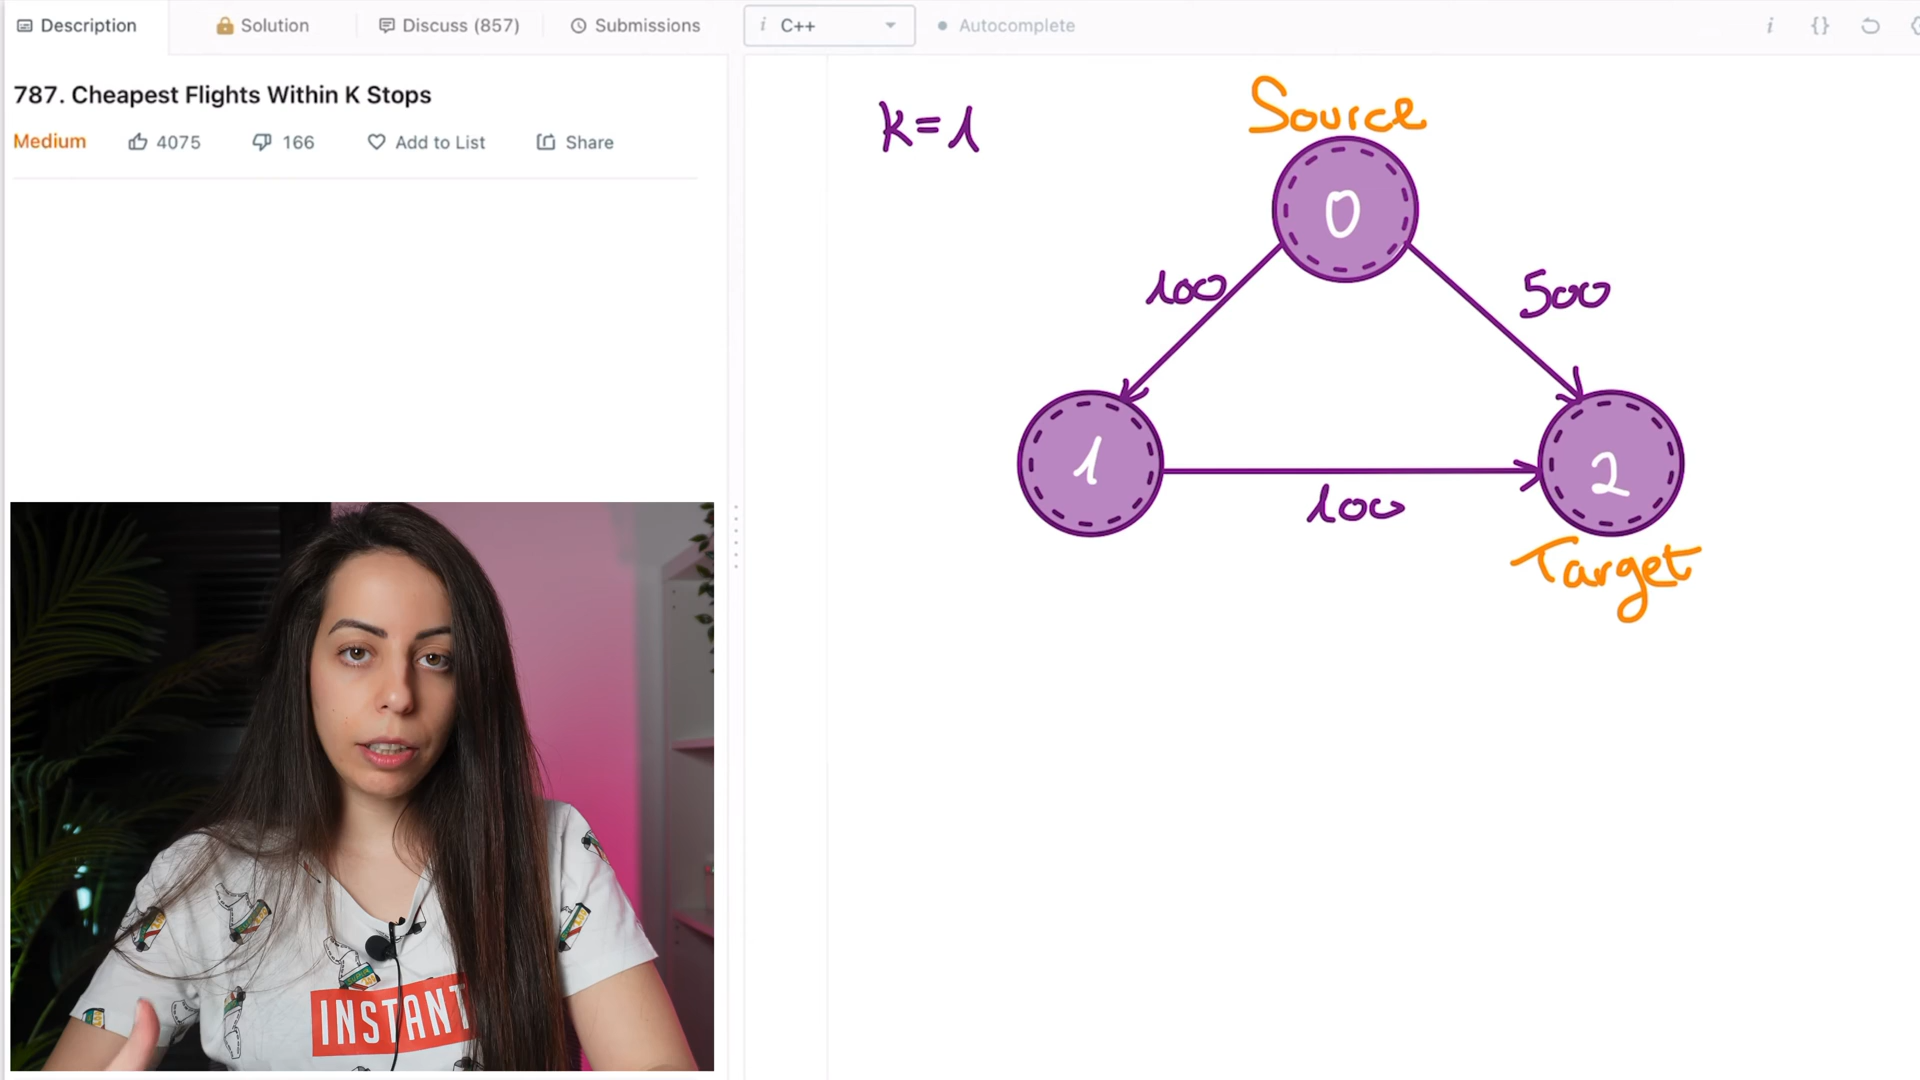 Description
Solution
Discuss (857)
Submissions
i C++
Autocomplete
i {}
787. Cheapest Flights Within K Stops
Medium 4075 166 Add to List Share
k=1
Source
0
100
500
1
2
100
Target
INSTANT